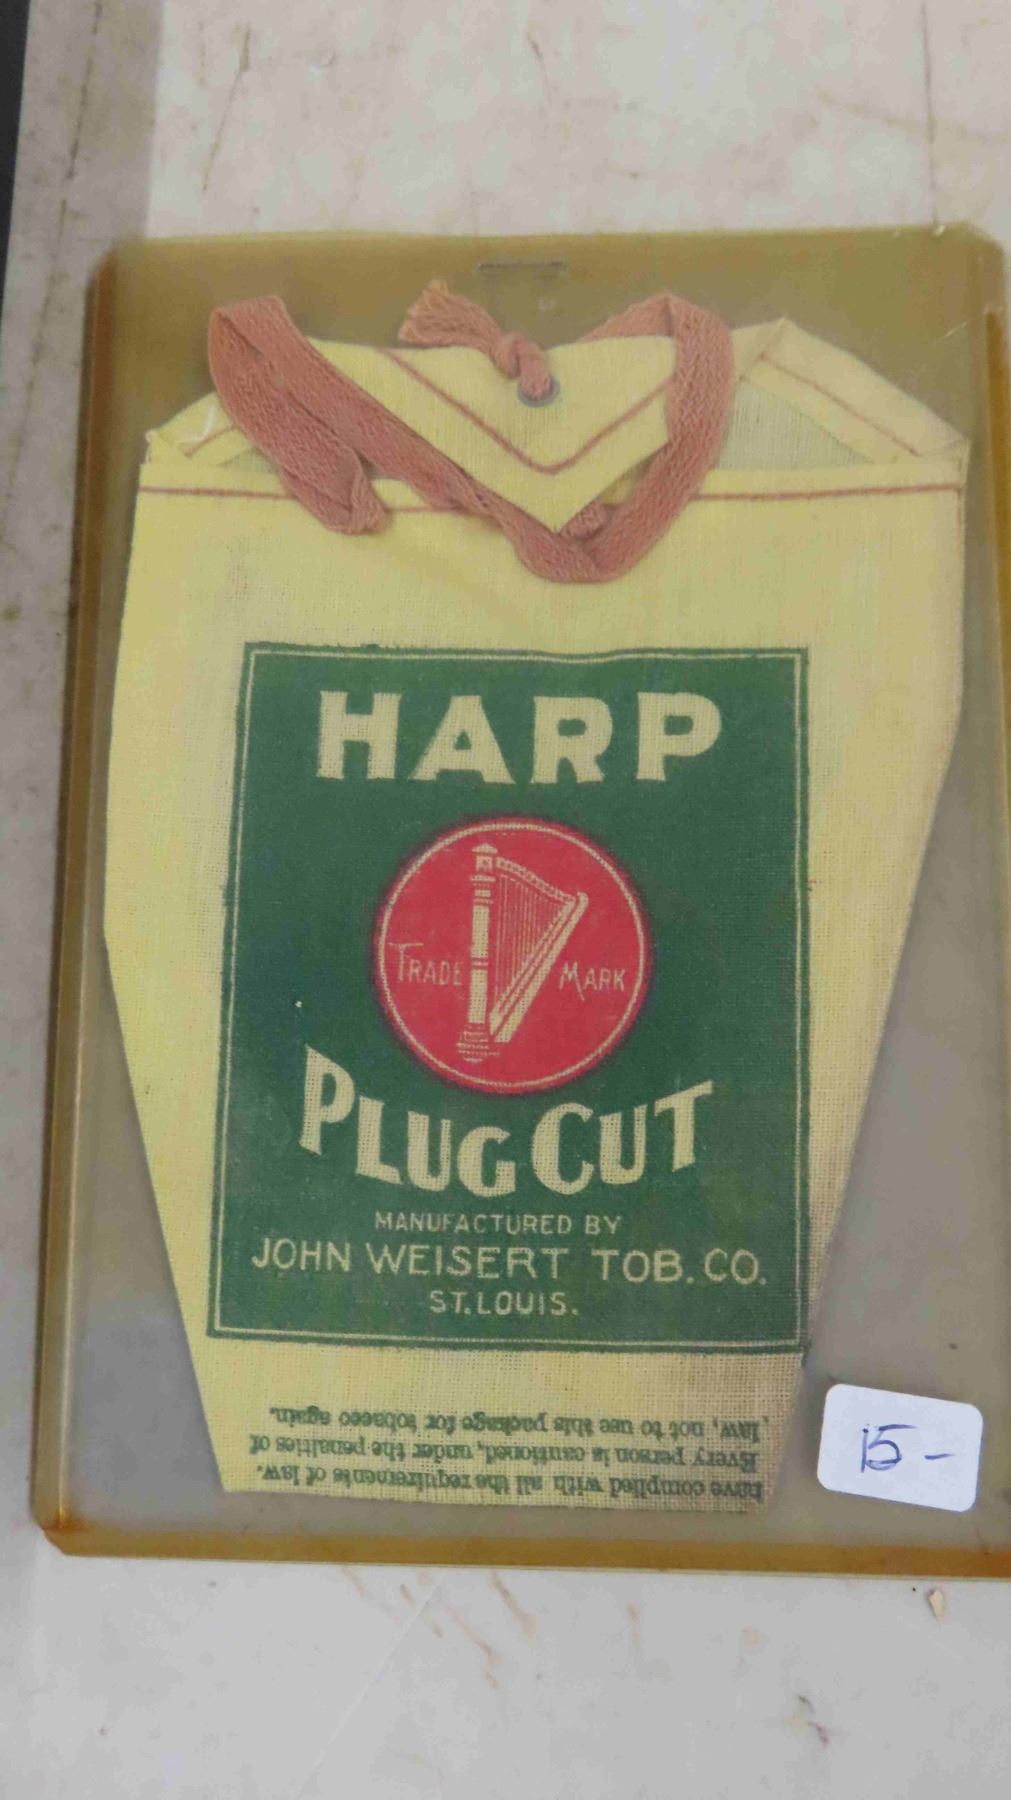 HARP
TRADE MARK
PLUG CUT
MANUFACTURED BY
JOHN WEISERT TOB. CO.
ST. LOUIS.
have complied with all the requirements of law.
Every person is cautioned, under the penalties of
law, not to use this package for tobacco again.
15-